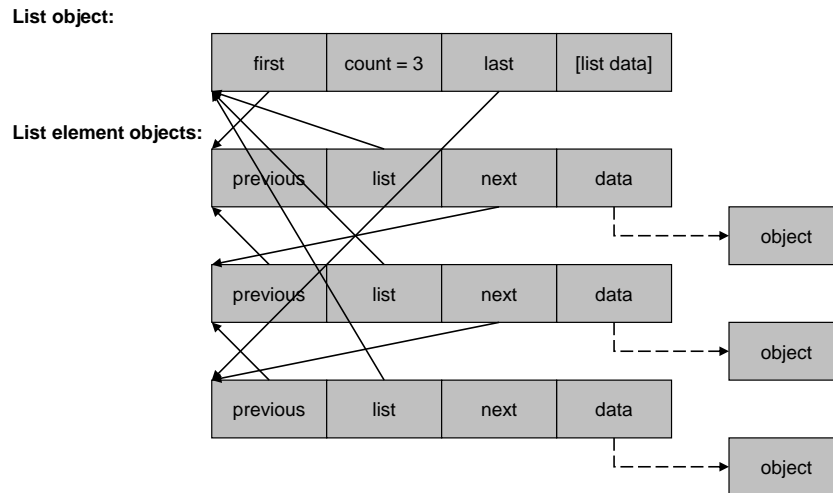 List object:
first count = 3 last [list data]
List element objects:
previous list next data
object
previous list next data
object
previous list next data
object